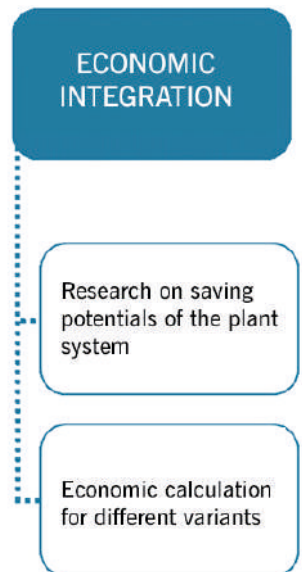 ECONOMIC
INTEGRATION
Research on saving
potentials of the plant
system
Economic calculation
for different variants